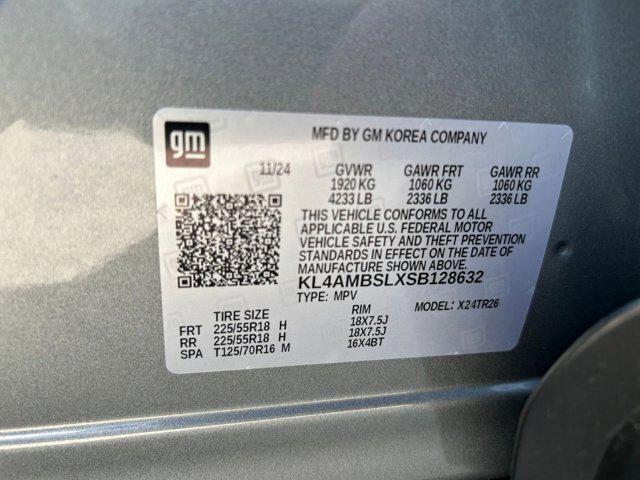 gm
MFD BY GM KOREA COMPANY
11/24 GVWR GAWR FRT GAWR RR
1920 KG 1060 KG 1060 KG
4233 LB 2336 LB 2336 LB
THIS VEHICLE CONFORMS TO ALL
APPLICABLE U.S. FEDERAL MOTOR
VEHICLE SAFETY AND THEFT PREVENTION
STANDARDS IN EFFECT ON THE DATE OF
MANUFACTURE SHOWN ABOVE.
KL4AMBSLXSB128632
TYPE: MPV MODEL: X24TR26
TIRE SIZE RIM
FRT 225/55R18 H 18X7.5J
RR 225/55R18 H 18X7.5J
SPA T125/70R16 M 16X4BT